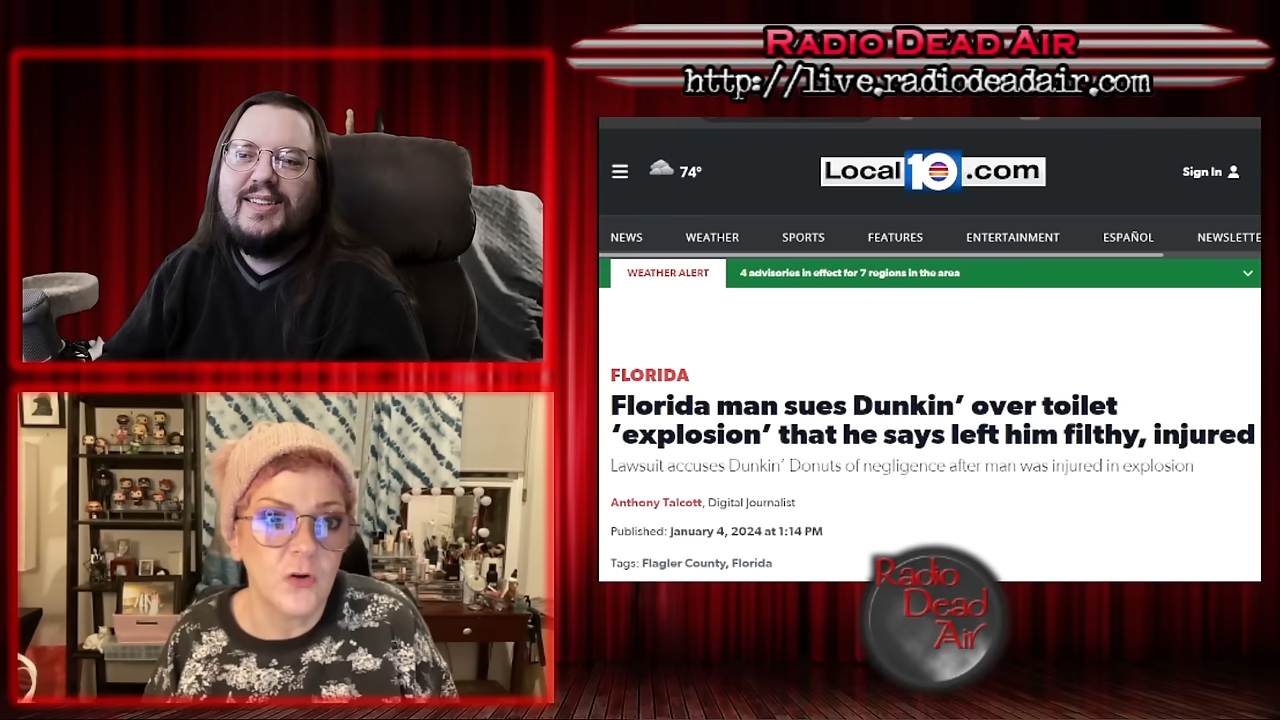 RADIO DEAD AIR
http://live.radiodeadair.com
74°
Local 10 .com
Sign In
NEWS WEATHER SPORTS FEATURES ENTERTAINMENT ESPAÑOL NEWSLETTE
WEATHER ALERT 4 advisories in effect for 7 regions in the area
FLORIDA
Florida man sues Dunkin’ over toilet
‘explosion’ that he says left him filthy, injured
Lawsuit accuses Dunkin’ Donuts of negligence after man was injured in explosion
Anthony Talcott, Digital Journalist
Published: January 4, 2024 at 1:14 PM
Tags: Flagler County, Florida
Radio
Dead
Air